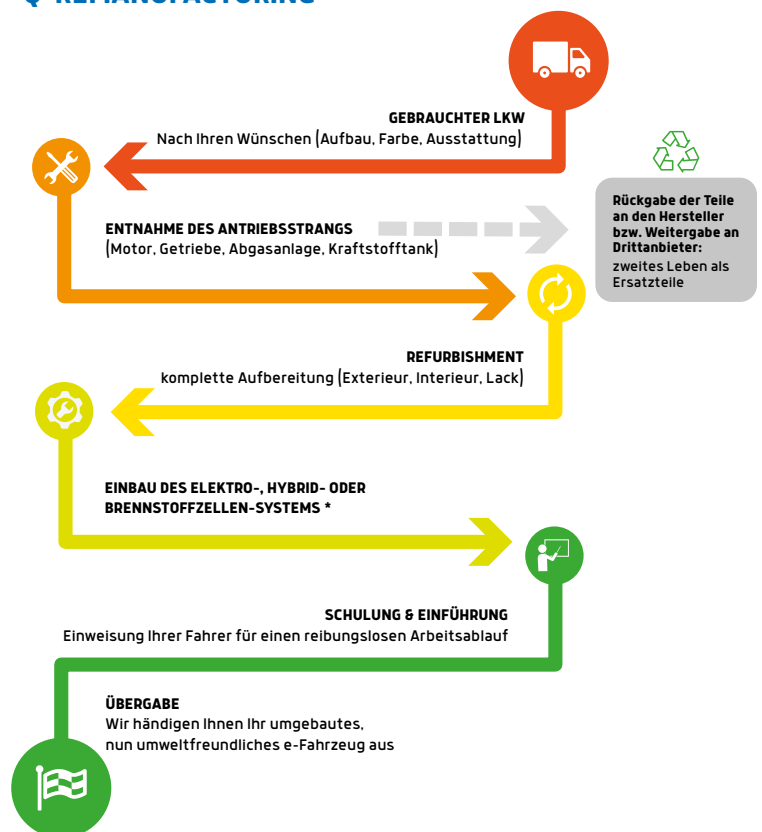 REMANUFACTURING
GEBRAUCHTER LKW
Nach Ihren Wünschen (Aufbau, Farbe, Ausstattung)
ENTNAHME DES ANTRIEBSSTRANGS
(Motor, Getriebe, Abgasanlage, Kraftstofftank)
Rückgabe der Teile
an den Hersteller
bzw. Weitergabe an
Drittanbieter:
zweites Leben als
Ersatzteile
REFURBISHMENT
komplette Aufbereitung (Exterieur, Interieur, Lack)
EINBAU DES ELEKTRO-, HYBRID- ODER
BRENNSTOFFZELLEN-SYSTEMS *
SCHULUNG & EINFÜHRUNG
Einweisung Ihrer Fahrer für einen reibungslosen Arbeitsablauf
ÜBERGABE
Wir händigen Ihnen Ihr umgebautes,
nun umweltfreundliches e-Fahrzeug aus